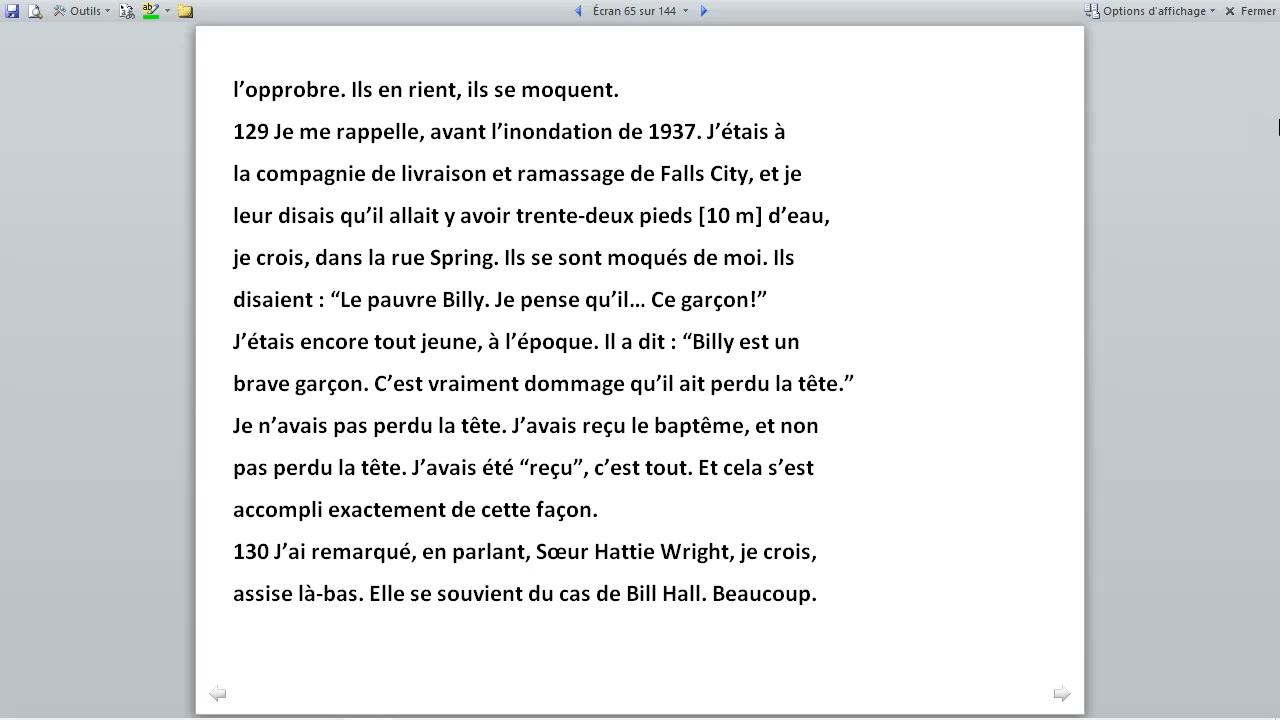 Outils
Écran 65 sur 144
Options d'affichage
Fermer
l’opprobre. Ils en rient, ils se moquent.
129 Je me rappelle, avant l’inondation de 1937. J’étais à
la compagnie de livraison et ramassage de Falls City, et je
leur disais qu’il allait y avoir trente-deux pieds [10 m] d’eau,
je crois, dans la rue Spring. Ils se sont moqués de moi. Ils
disaient : “Le pauvre Billy. Je pense qu’il… Ce garçon!”
J’étais encore tout jeune, à l’époque. Il a dit : “Billy est un
brave garçon. C’est vraiment dommage qu’il ait perdu la tête.”
Je n’avais pas perdu la tête. J’avais reçu le baptême, et non
pas perdu la tête. J’avais été “reçu”, c’est tout. Et cela s’est
accompli exactement de cette façon.
130 J’ai remarqué, en parlant, Sœur Hattie Wright, je crois,
assise là-bas. Elle se souvient du cas de Bill Hall. Beaucoup.